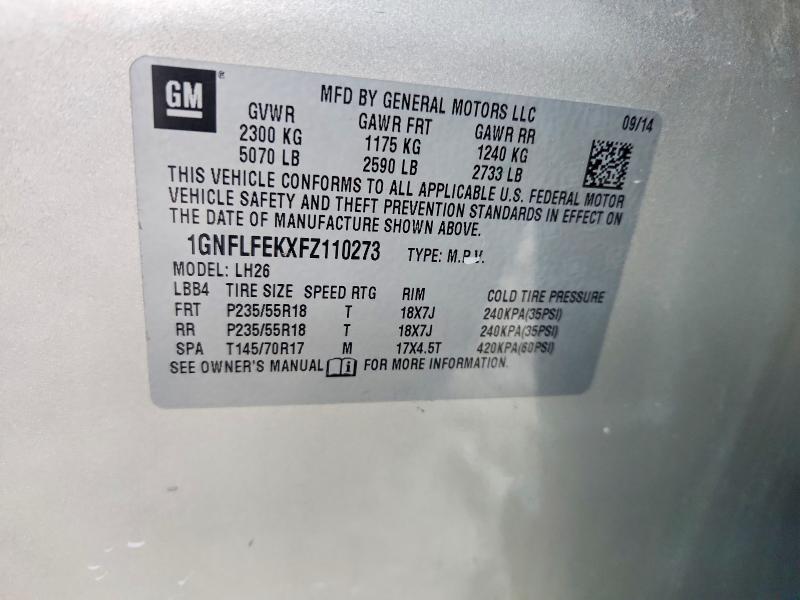 GM ®
MFD BY GENERAL MOTORS LLC
09/14
GVWR GAWR FRT GAWR RR
2300 KG 1175 KG 1240 KG
5070 LB 2590 LB 2733 LB
THIS VEHICLE CONFORMS TO ALL APPLICABLE U.S. FEDERAL MOTOR
VEHICLE SAFETY AND THEFT PREVENTION STANDARDS IN EFFECT ON
THE DATE OF MANUFACTURE SHOWN ABOVE.
1GNFLFEKXFZ110273 TYPE: M.P.V.
MODEL: LH26
LBB4 TIRE SIZE SPEED RTG RIM COLD TIRE PRESSURE
FRT P235/55R18 T 18X7J 240KPA(35PSI)
RR P235/55R18 T 18X7J 240KPA(35PSI)
SPA T145/70R17 M 17X4.5T 420KPA(60PSI)
SEE OWNER'S MANUAL i FOR MORE INFORMATION.